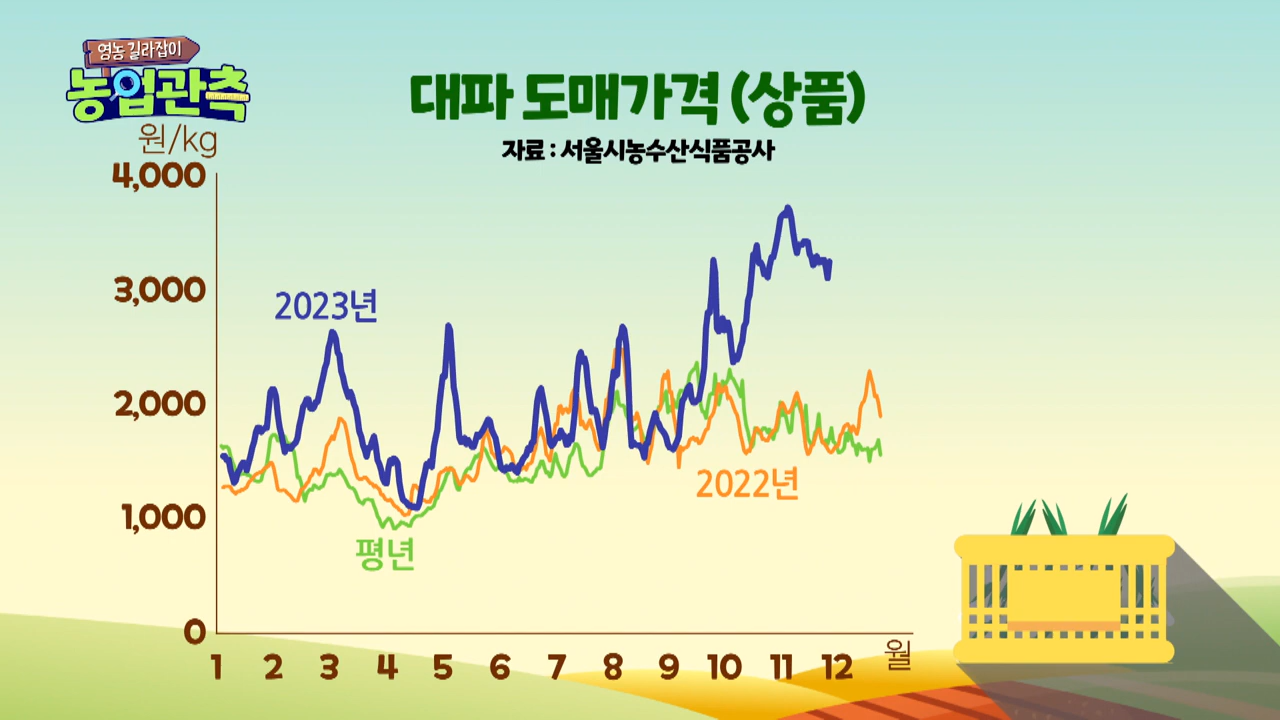 영농 길라잡이
농업관측
대파 도매가격 (상품)
자료 : 서울시농수산식품공사
원/kg
4,000
3,000
2,000
1,000
0
2023년
2022년
평년
1 2 3 4 5 6 7 8 9 10 11 12 월